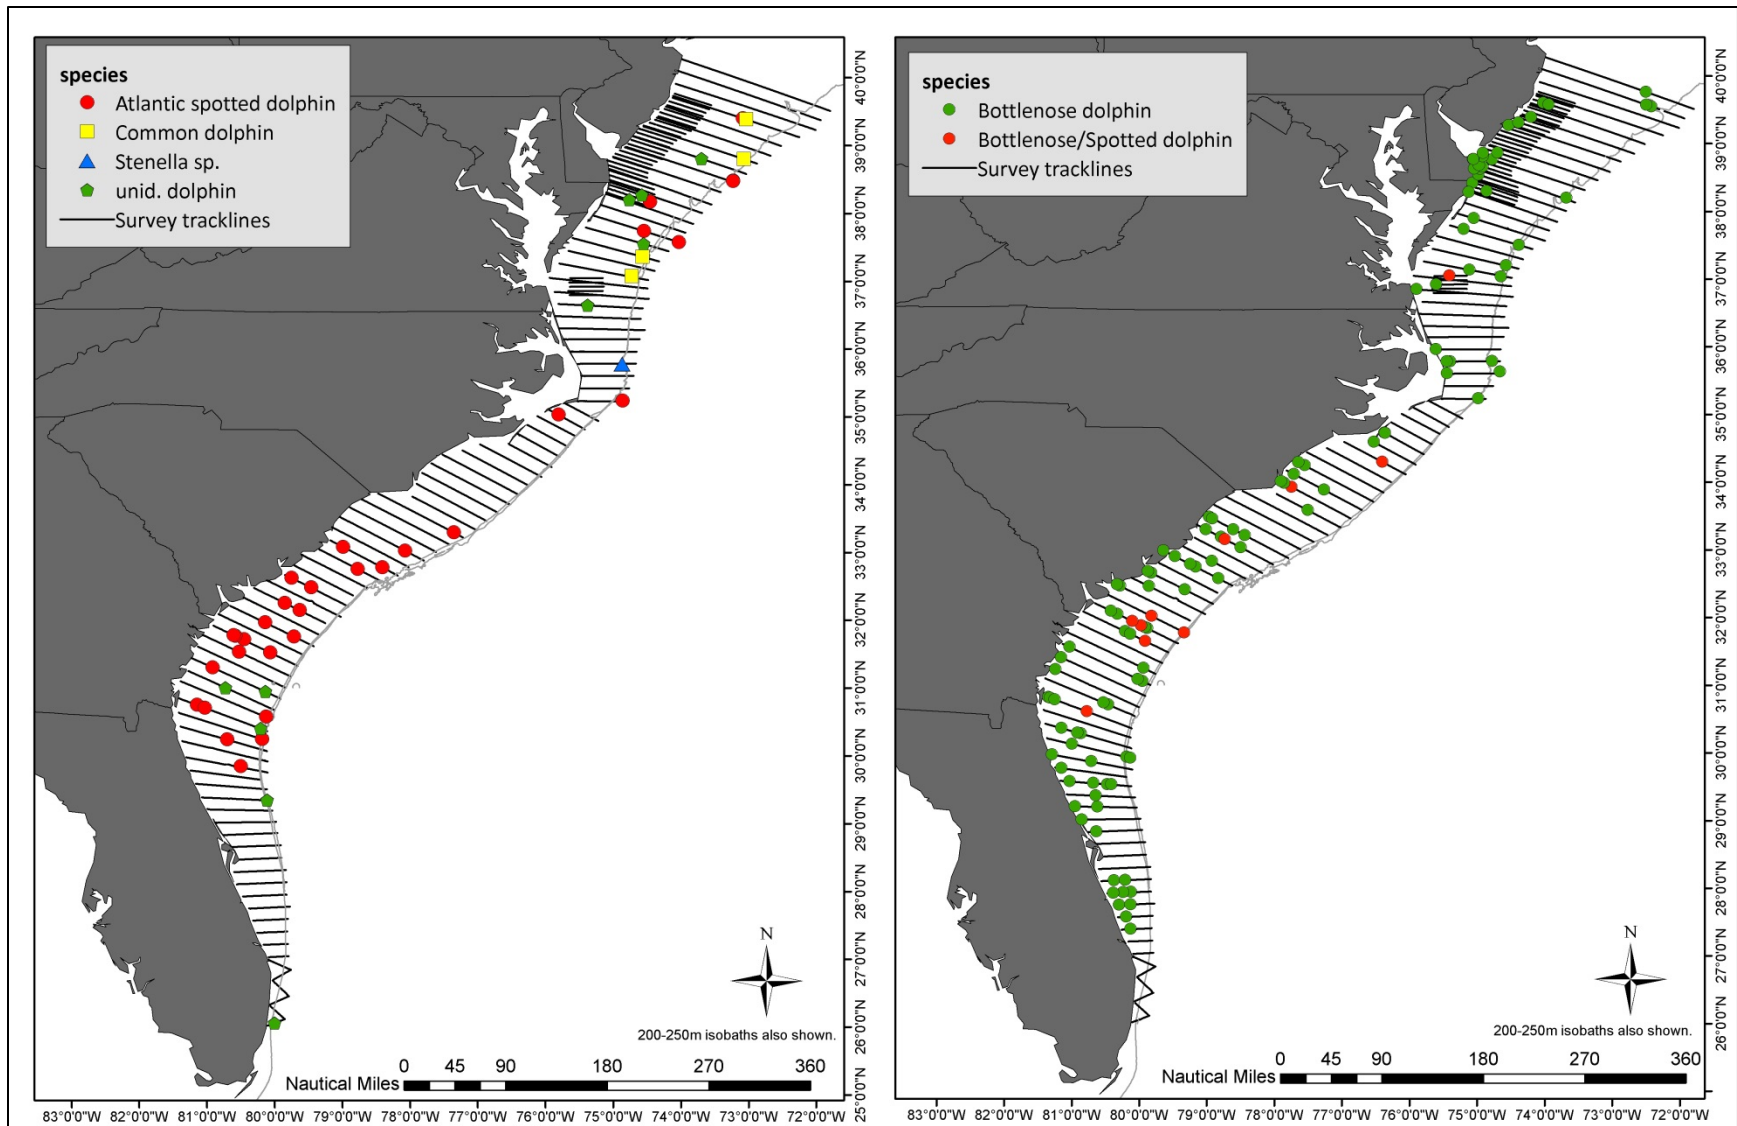 species
Atlantic spotted dolphin
Common dolphin
Stenella sp.
unid. dolphin
Survey tracklines
40°0'0"N
39°0'0"N
38°0'0"N
37°0'0"N
36°0'0"N
35°0'0"N
34°0'0"N
33°0'0"N
32°0'0"N
31°0'0"N
30°0'0"N
29°0'0"N
28°0'0"N
27°0'0"N
26°0'0"N
25°0'0"N
N
200-250m isobaths also shown.
0 45 90 180 270 360
Nautical Miles
83°0'0"W 82°0'0"W 81°0'0"W 80°0'0"W 79°0'0"W 78°0'0"W 77°0'0"W 76°0'0"W 75°0'0"W 74°0'0"W 73°0'0"W 72°0'0"W
species
Bottlenose dolphin
Bottlenose/Spotted dolphin
Survey tracklines
40°0'0"N
39°0'0"N
38°0'0"N
37°0'0"N
36°0'0"N
35°0'0"N
34°0'0"N
33°0'0"N
32°0'0"N
31°0'0"N
30°0'0"N
29°0'0"N
28°0'0"N
27°0'0"N
26°0'0"N
N
200-250m isobaths also shown.
0 45 90 180 270 360
Nautical Miles
83°0'0"W 82°0'0"W 81°0'0"W 80°0'0"W 79°0'0"W 78°0'0"W 77°0'0"W 76°0'0"W 75°0'0"W 74°0'0"W 73°0'0"W 72°0'0"W